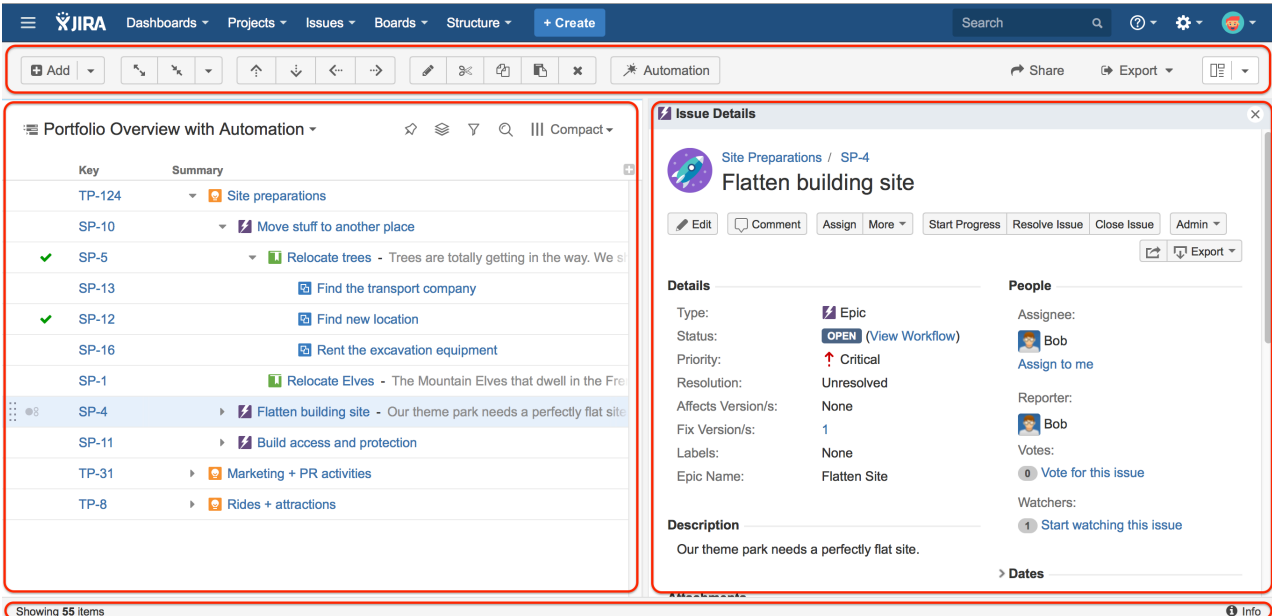 JIRA Dashboards Projects Issues Boards Structure + Create Search
Add Automation Share Export
Portfolio Overview with Automation Compact
Key Summary
TP-124 Site preparations
SP-10 Move stuff to another place
SP-5 Relocate trees - Trees are totally getting in the way. We
SP-13 Find the transport company
SP-12 Find new location
SP-16 Rent the excavation equipment
SP-1 Relocate Elves - The Mountain Elves that dwell in the Fre
SP-4 Flatten building site - Our theme park needs a perfectly flat site
SP-11 Build access and protection
TP-31 Marketing + PR activities
TP-8 Rides + attractions
Issue Details
Site Preparations / SP-4
Flatten building site
Edit Comment Assign More Start Progress Resolve Issue Close Issue Admin
Export
Details
Type: Epic
Status: OPEN (View Workflow)
Priority: Critical
Resolution: Unresolved
Affects Version/s: None
Fix Version/s: 1
Labels: None
Epic Name: Flatten Site
Description
Our theme park needs a perfectly flat site.
Attachments
People
Assignee:
Bob
Assign to me
Reporter:
Bob
Votes:
0 Vote for this issue
Watchers:
1 Start watching this issue
Dates
Showing 55 items Info